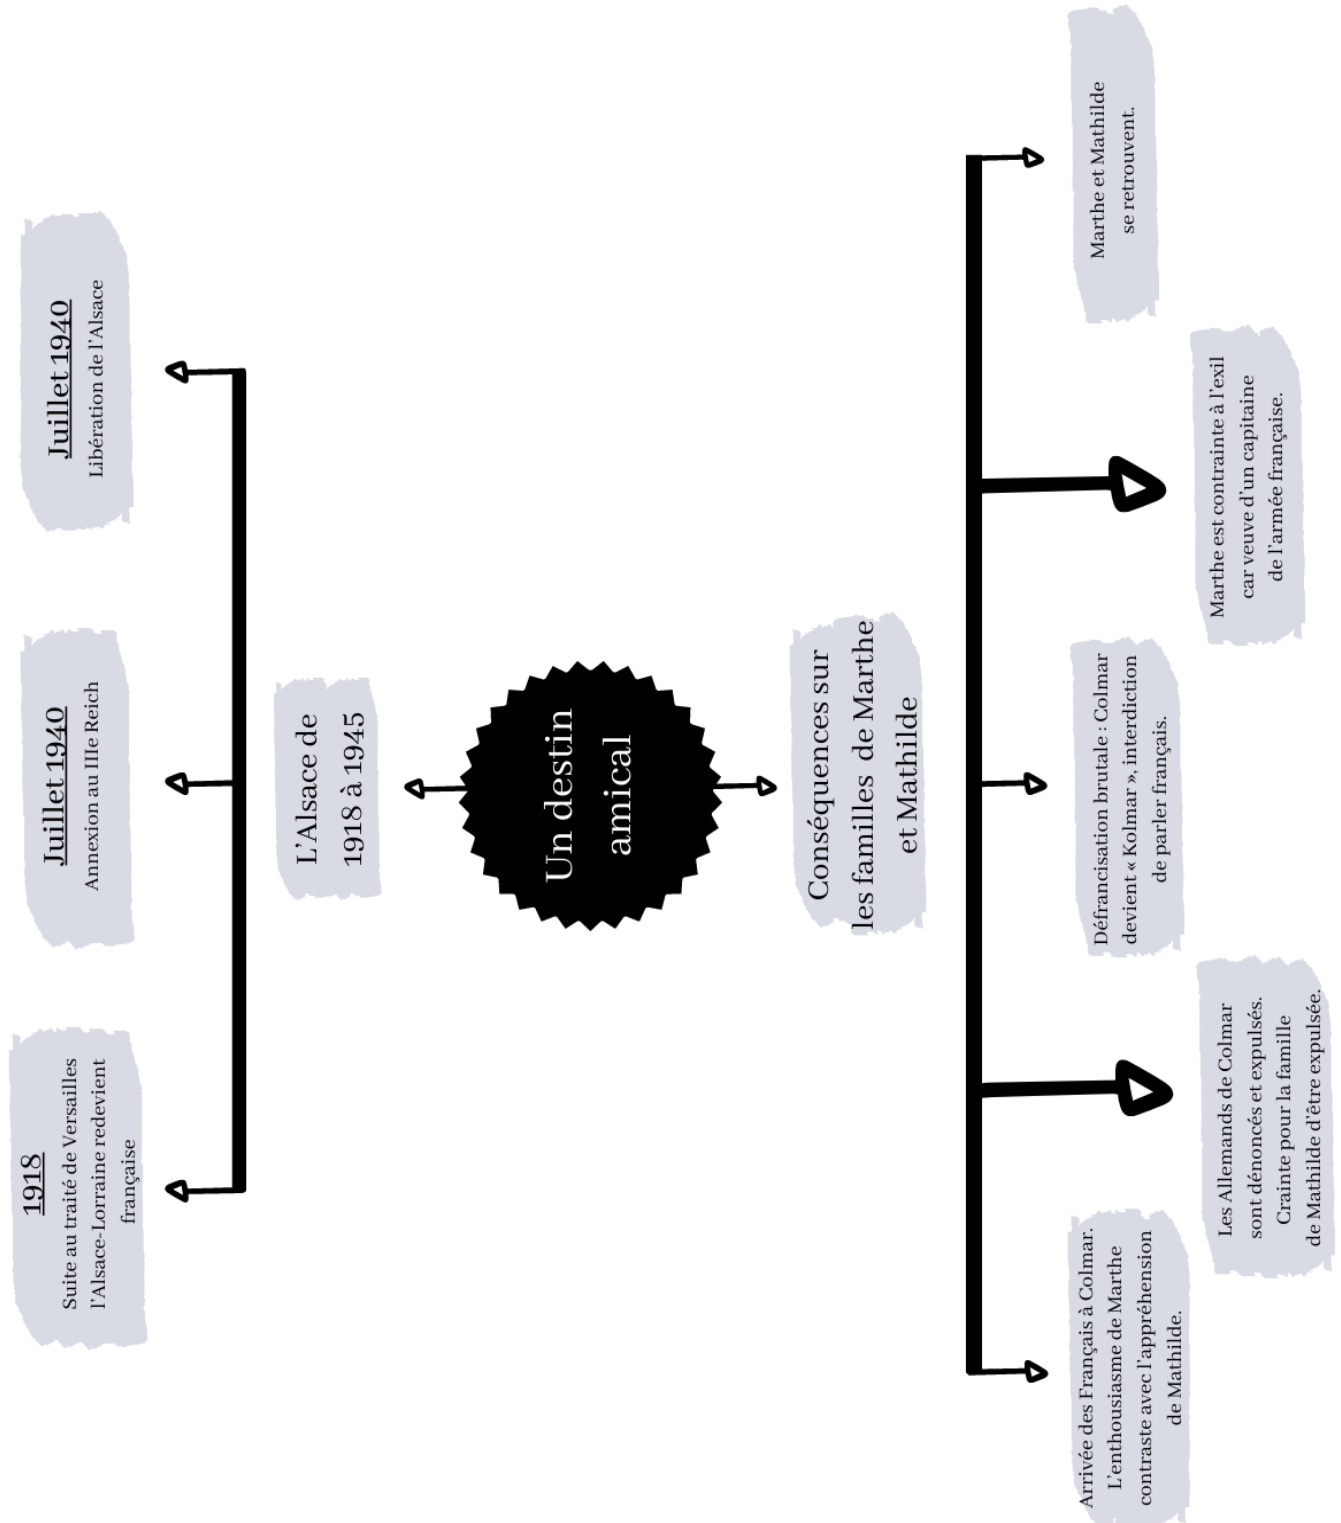 1918
Suite au traité de Versailles
l'Alsace-Lorraine redevient
française
Juillet 1940
Annexion au IIIe Reich
Juillet 1940
Libération de l'Alsace
L'Alsace de
1918 à 1945
Un destin
amical
Conséquences sur
les familles de Marthe
et Mathilde
Arrivée des Français à Colmar.
L'enthousiasme de Marthe
contraste avec l'appréhension
de Mathilde.
Les Allemands de Colmar
sont dénoncés et expulsés.
Crainte pour la famille
de Mathilde d'être expulsée.
Défrancisation brutale : Colmar
devient « Kolmar », interdiction
de parler français.
Marthe est contrainte à l'exil
car veuve d'un capitaine
de l'armée française.
Marthe et Mathilde
se retrouvent.